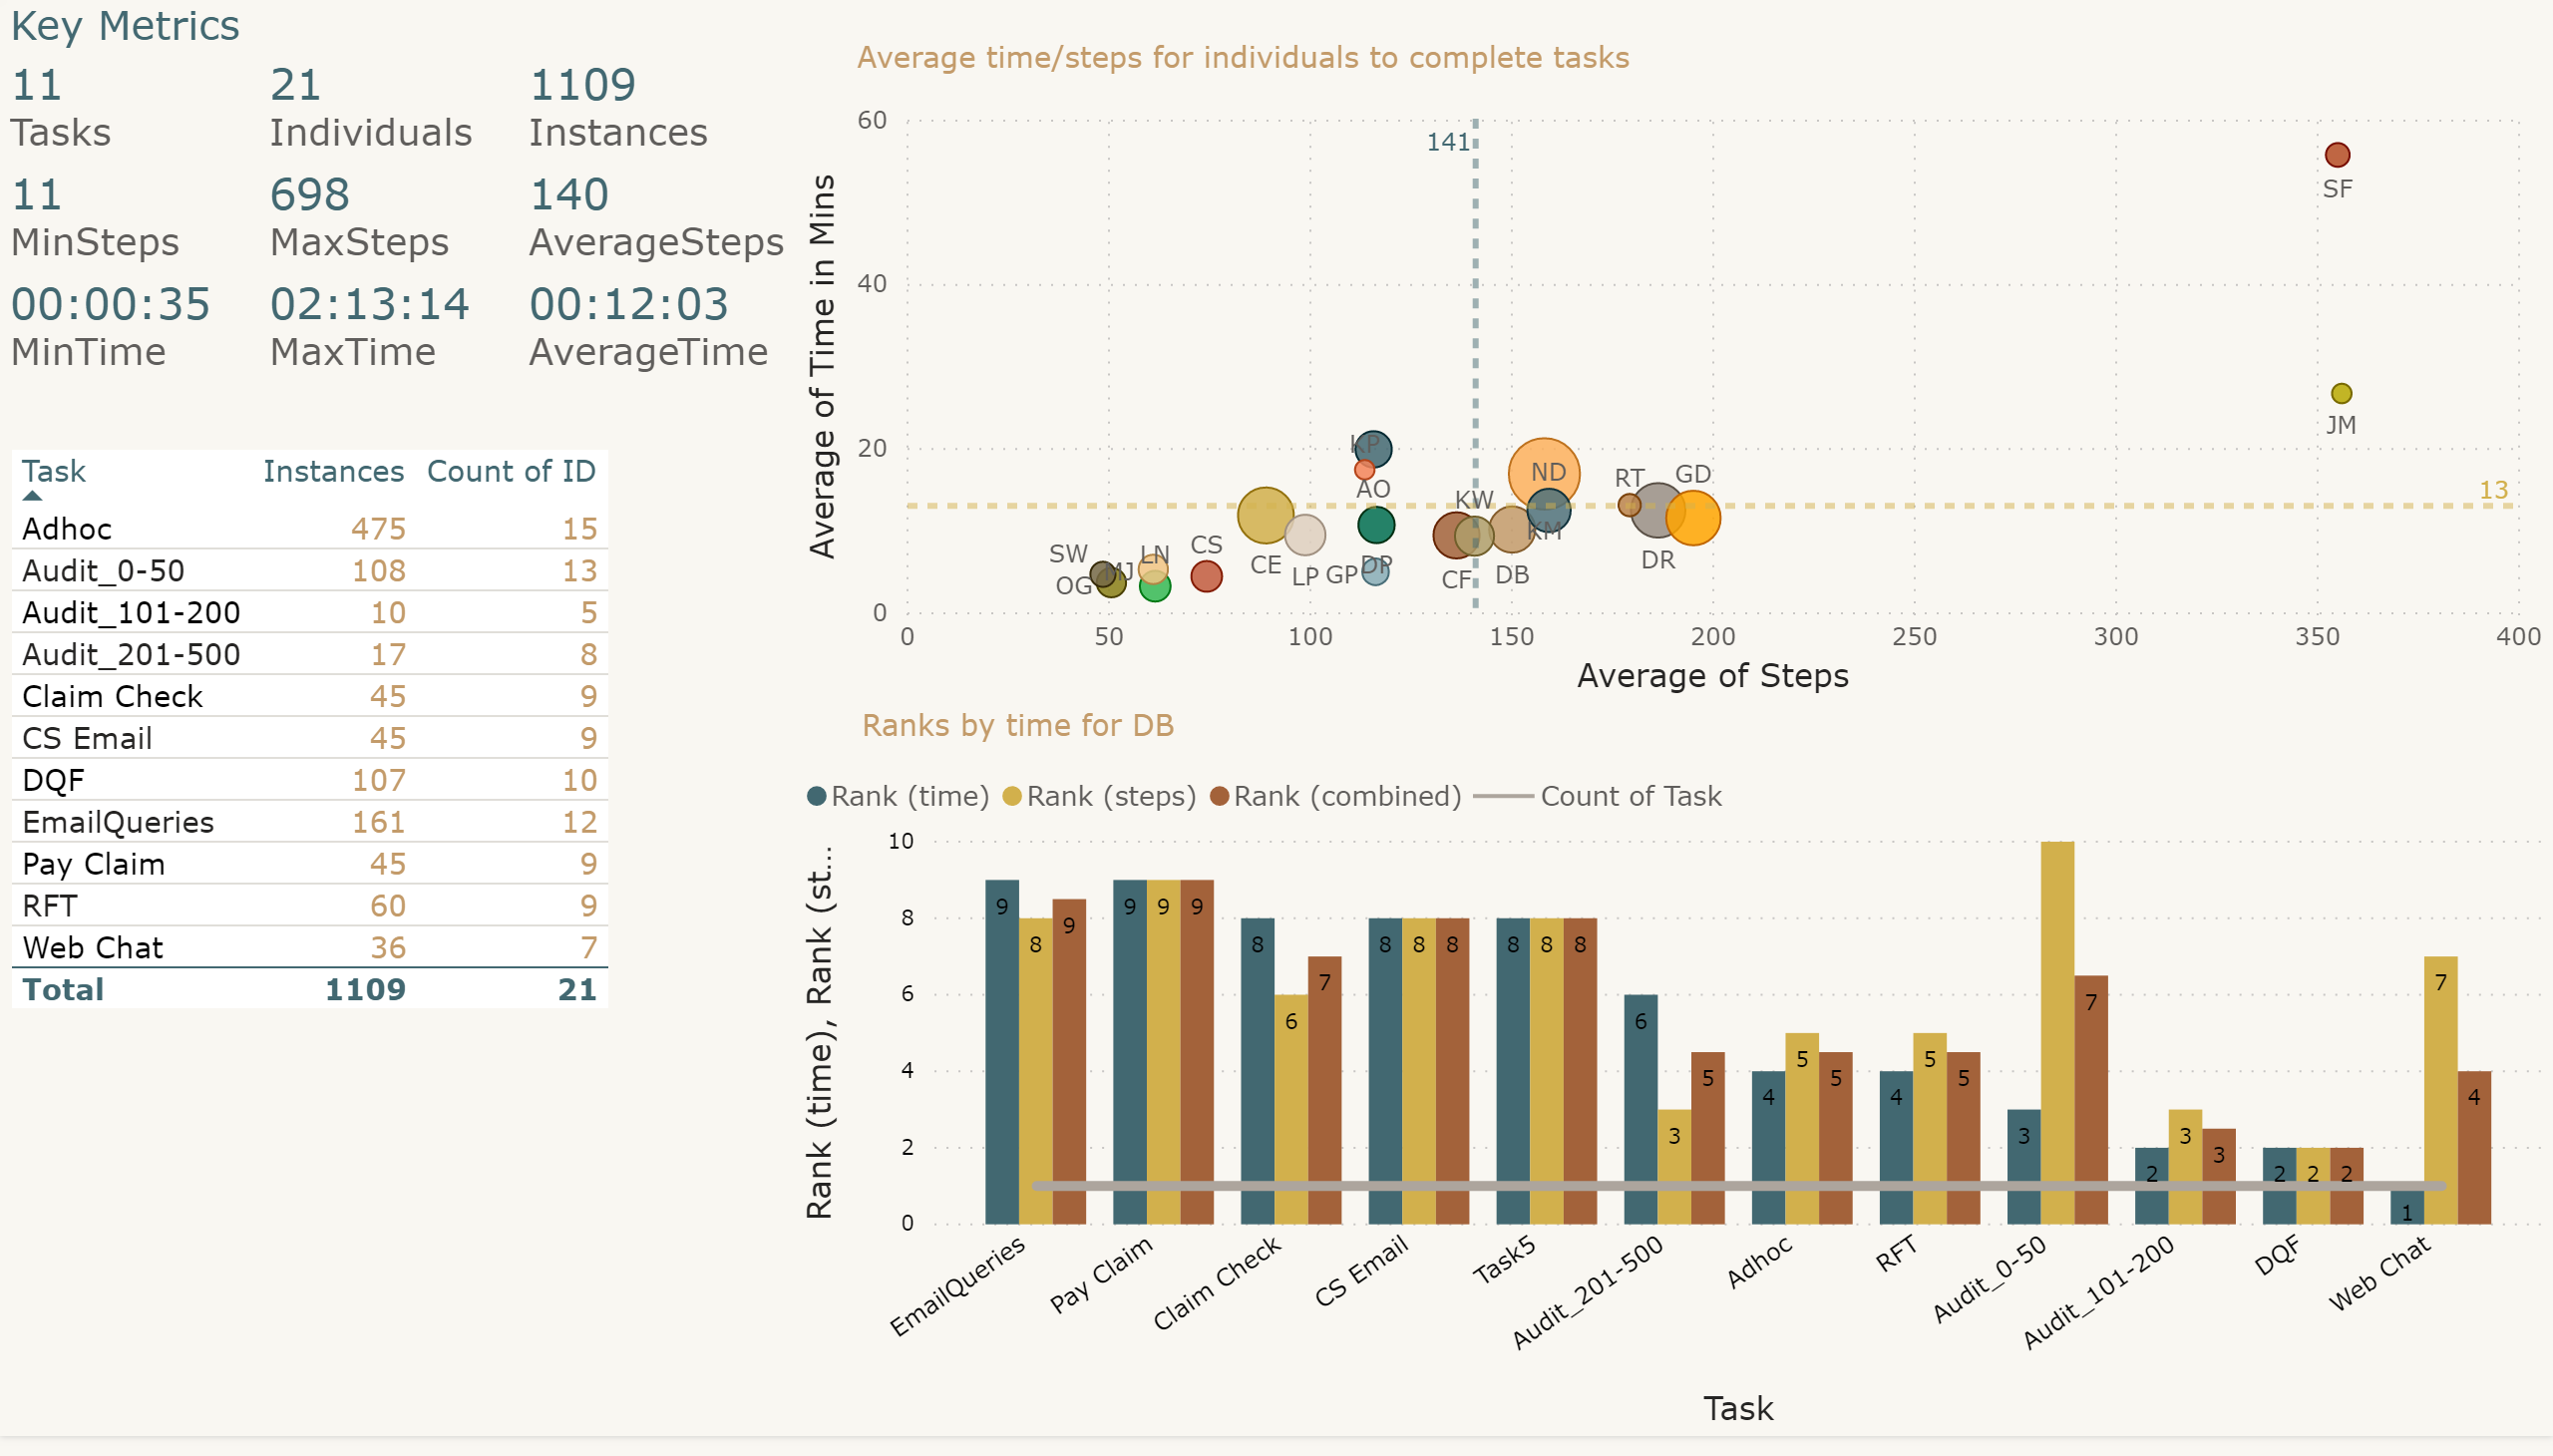 Key Metrics
11 21 1109
Tasks Individuals Instances
11 698 140
MinSteps MaxSteps AverageSteps
00:00:35 02:13:14 00:12:03
MinTime MaxTime AverageTime
Task Instances Count of ID
Adhoc 475 15
Audit_0-50 108 13
Audit_101-200 10 5
Audit_201-500 17 8
Claim Check 45 9
CS Email 45 9
DQF 107 10
EmailQueries 161 12
Pay Claim 45 9
RFT 60 9
Web Chat 36 7
Total 1109 21
Average time/steps for individuals to complete tasks
Average of Time in Mins
60
40
20
0
141
13
SF
JM
KP
AO
ND
RT
GD
KW
KM
DR
SW
MJ
OG
LN
CS
CE
LP
GP
DP
CF
DB
0 50 100 150 200 250 300 350 400
Average of Steps
Ranks by time for DB
Rank (time) Rank (steps) Rank (combined) Count of Task
Rank (time), Rank (st...
10
8
6
4
2
0
9 8 9
9 9 9
8 6 7
8 8 8
8 8 8
6 3 5
4 5 5
4 5 5
3 7
2 3 3
2 2 2
1 7 4
EmailQueries
Pay Claim
Claim Check
CS Email
Task5
Audit_201-500
Adhoc
RFT
Audit_0-50
Audit_101-200
DQF
Web Chat
Task